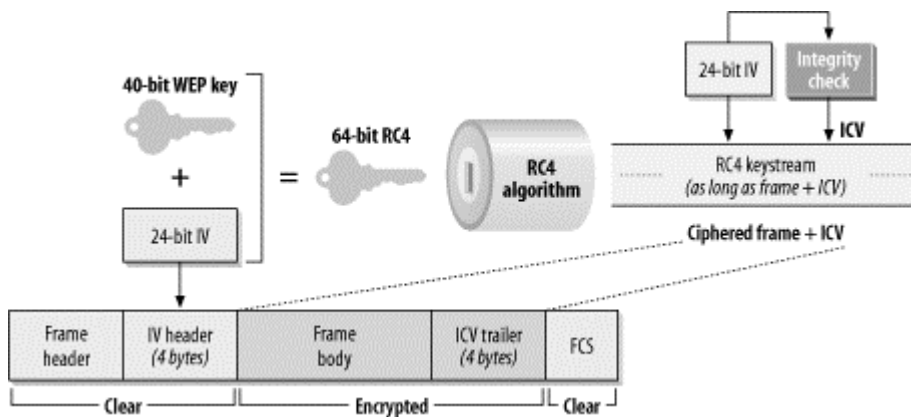 40-bit WEP key
+
24-bit IV
=
64-bit RC4
RC4
algorithm
24-bit IV
Integrity
check
ICV
RC4 keystream
(as long as frame + ICV)
Ciphered frame + ICV
Frame
header
IV header
(4 bytes)
Frame
body
ICV trailer
(4 bytes)
FCS
Clear
Encrypted
Clear